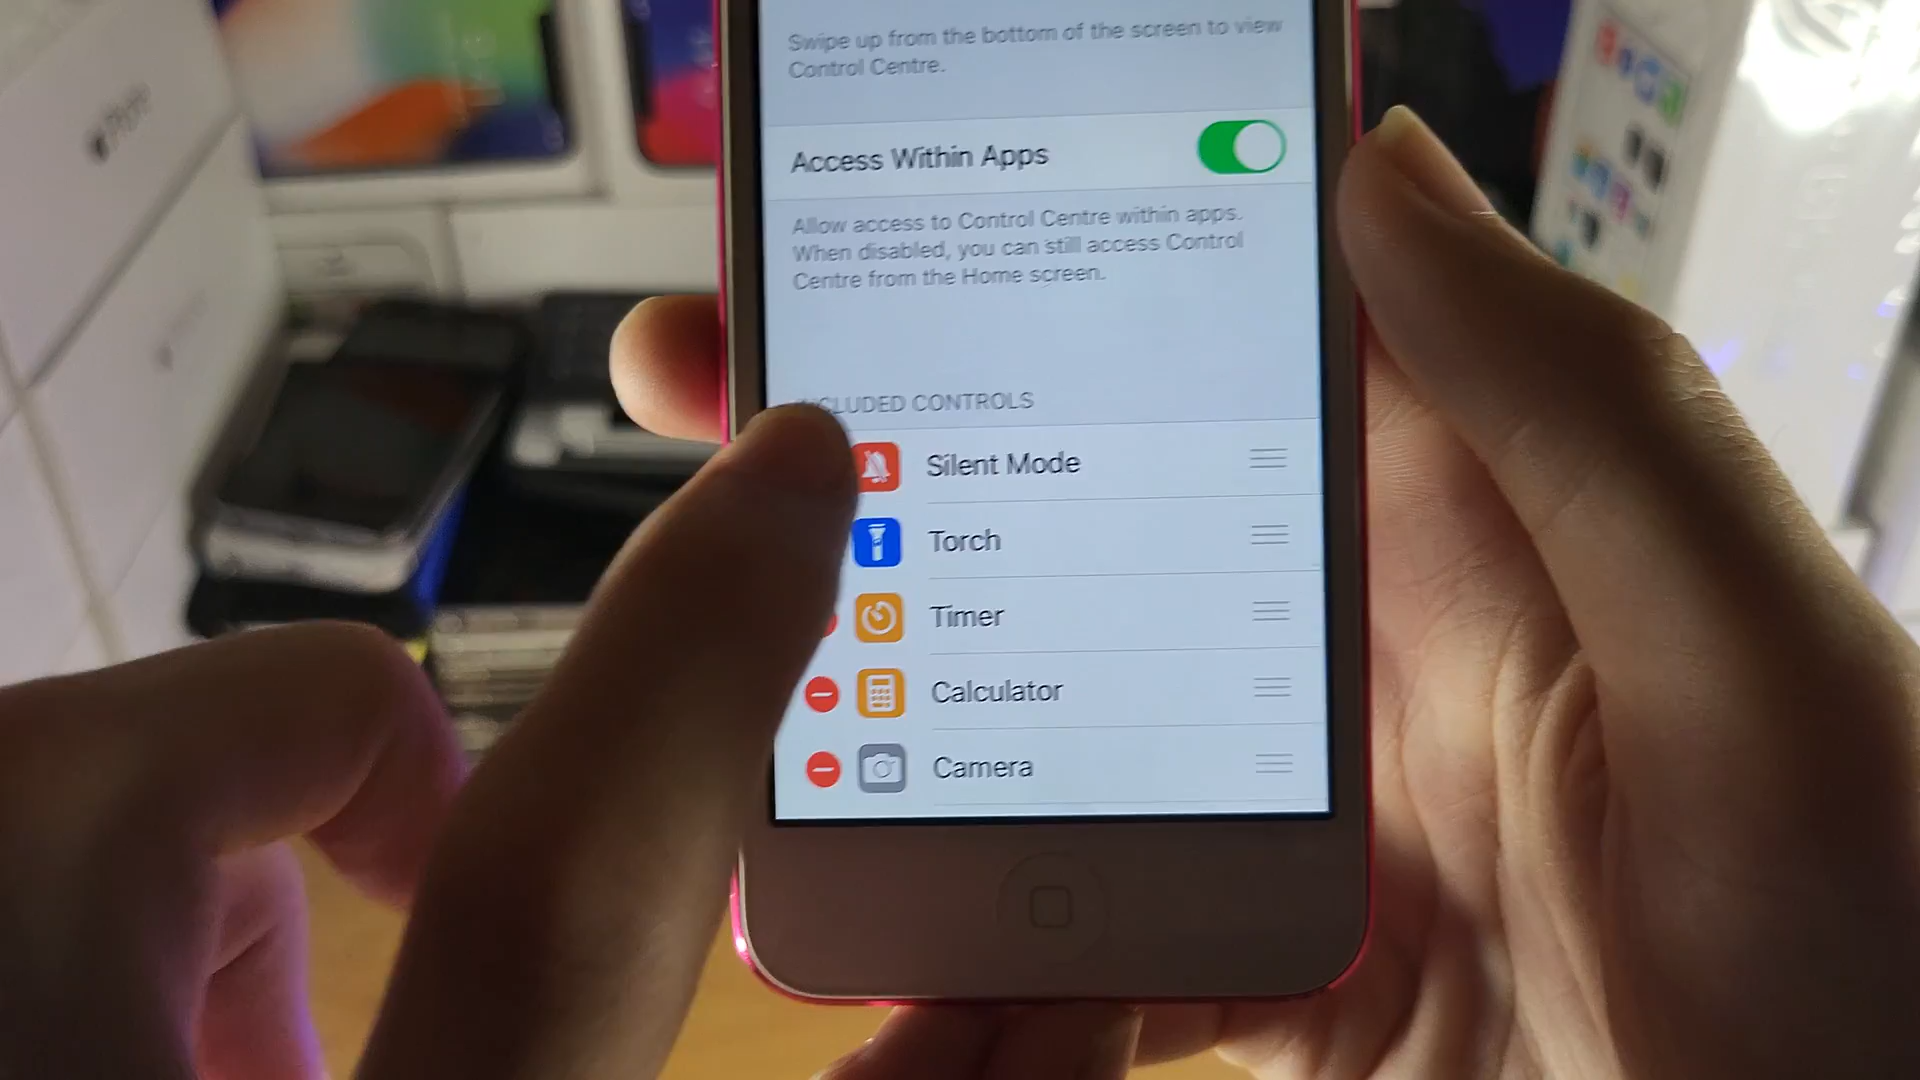 Swipe up from the bottom of the screen to view
Control Centre.
Access Within Apps
Allow access to Control Centre within apps.
When disabled, you can still access Control
Centre from the Home screen.
CLUDED CONTROLS
Silent Mode
Torch
Timer
Calculator
Camera
iPhone